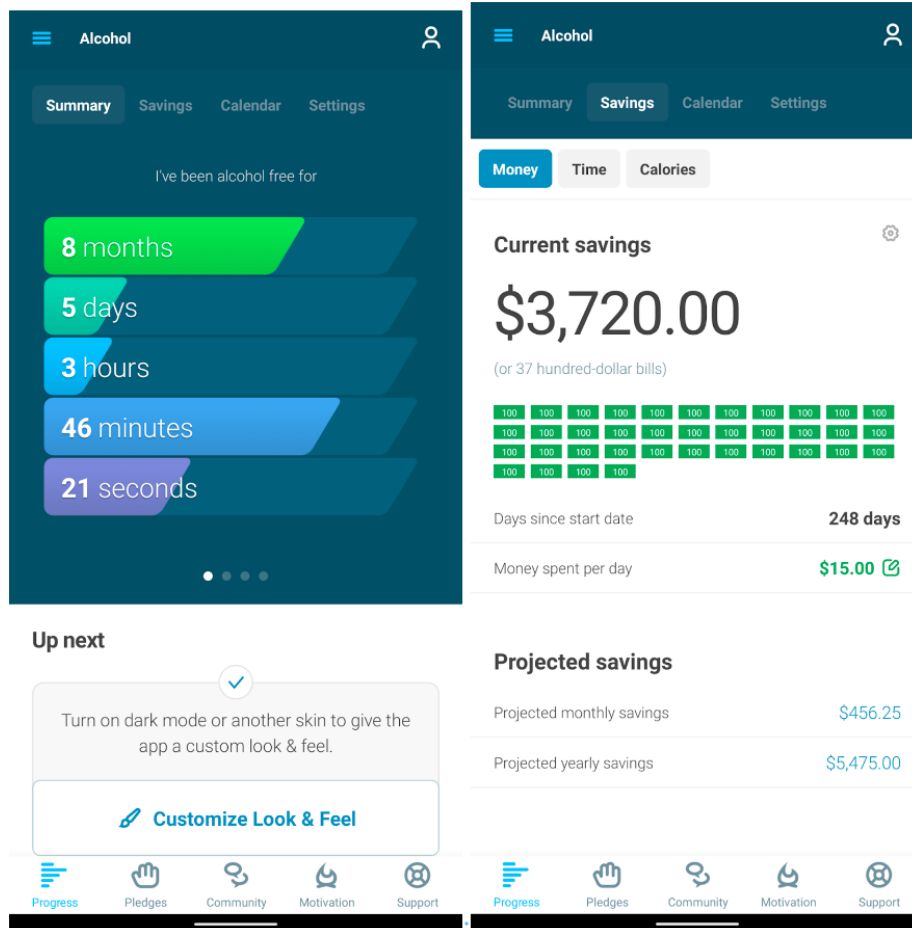 Alcohol
Summary Savings Calendar Settings
I've been alcohol free for
8 months
5 days
3 hours
46 minutes
21 seconds
Up next
Turn on dark mode or another skin to give the
app a custom look & feel.
Customize Look & Feel
Progress Pledges Community Motivation Support
Alcohol
Summary Savings Calendar Settings
Money Time Calories
Current savings
$3,720.00
(or 37 hundred-dollar bills)
100 100 100 100 100 100 100 100 100 100 100
100 100 100 100 100 100 100 100 100 100 100
100 100 100 100 100 100 100 100 100 100 100
100 100 100 100
Days since start date 248 days
Money spent per day $15.00
Projected savings
Projected monthly savings $456.25
Projected yearly savings $5,475.00
Progress Pledges Community Motivation Support